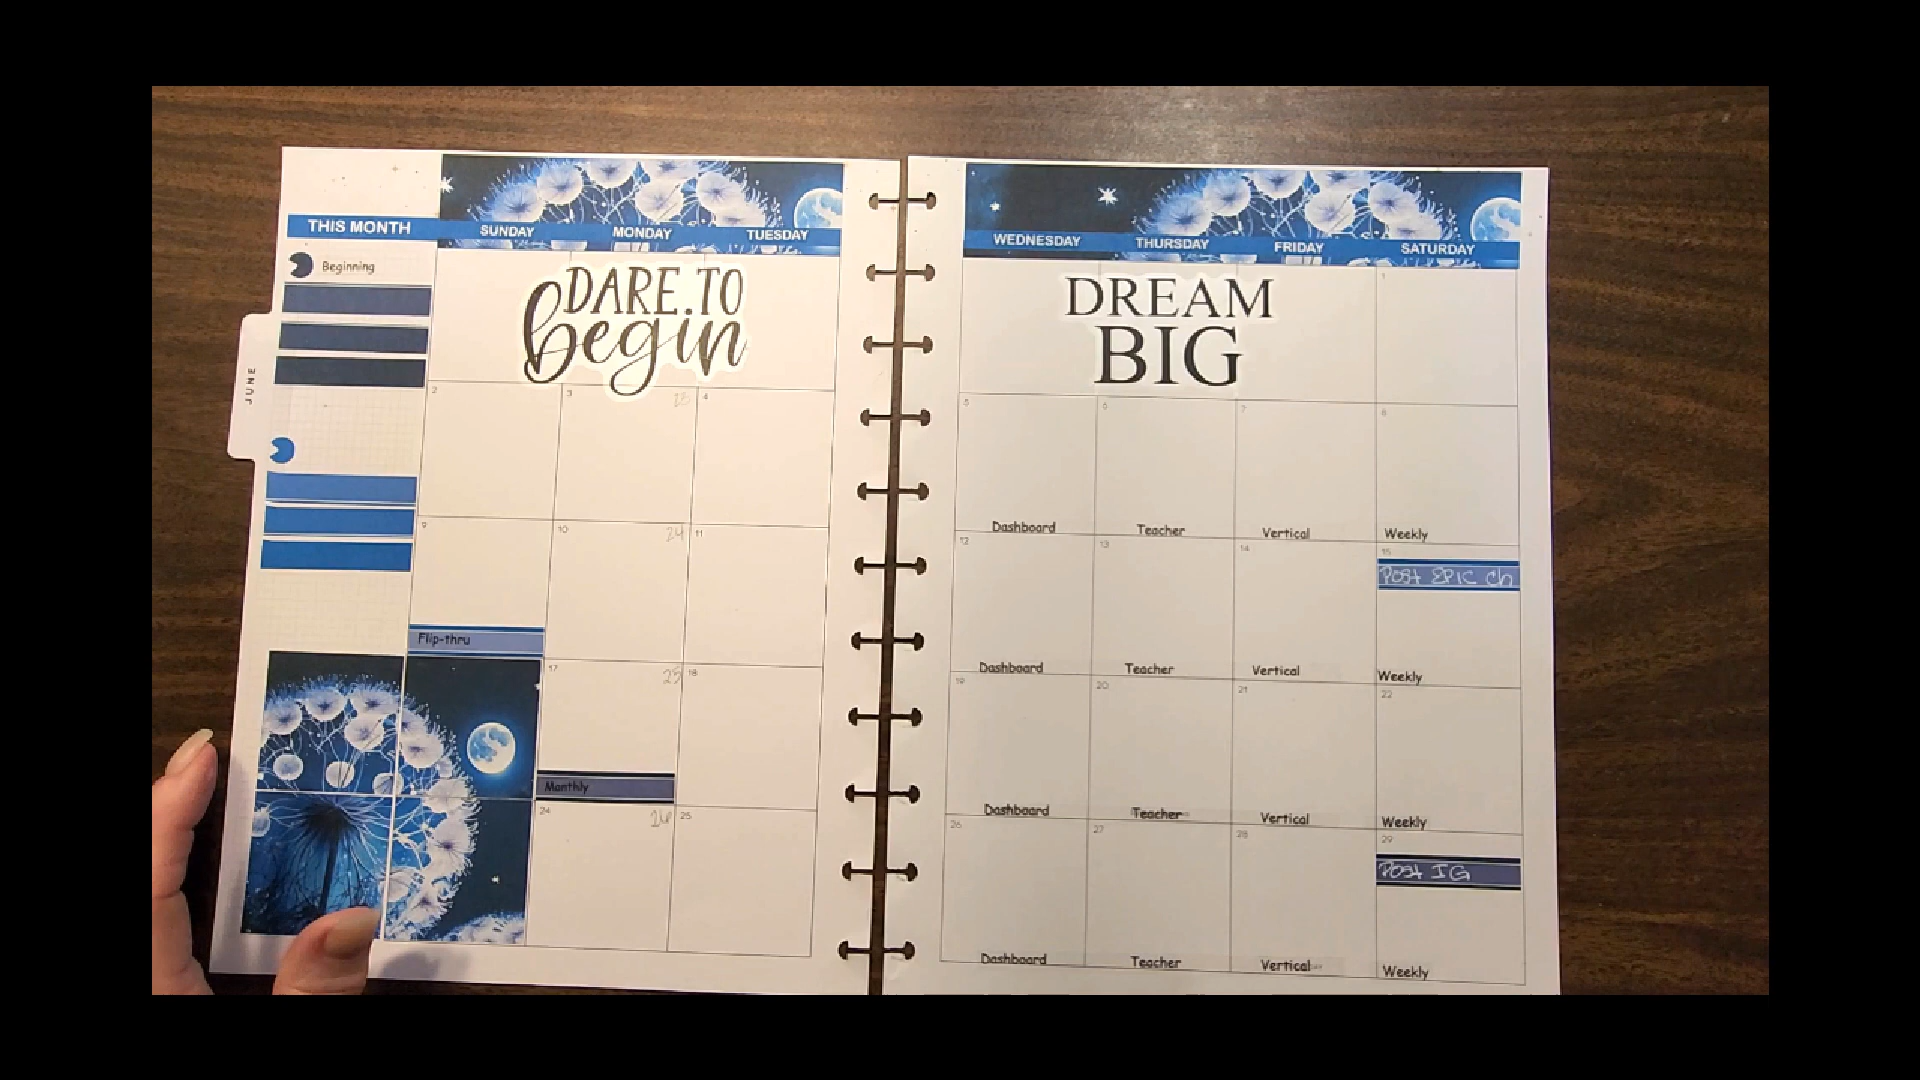 THIS MONTH
SUNDAY MONDAY TUESDAY
WEDNESDAY THURSDAY FRIDAY SATURDAY
Beginning
JUNE
DARE TO
begin
DREAM
BIG
1
2 3 4
5 6 7 8
Dashboard Teacher Vertical Weekly
9 10 24 11
12 13 14 15
Post EPIC Ch
Flip-thru
Dashboard Teacher Vertical Weekly
17 25 18
19 20 21 22
Monthly
Dashboard Teacher Vertical Weekly
24 26 25
26 27 28 29
Post IG
Dashboard Teacher Vertical Weekly